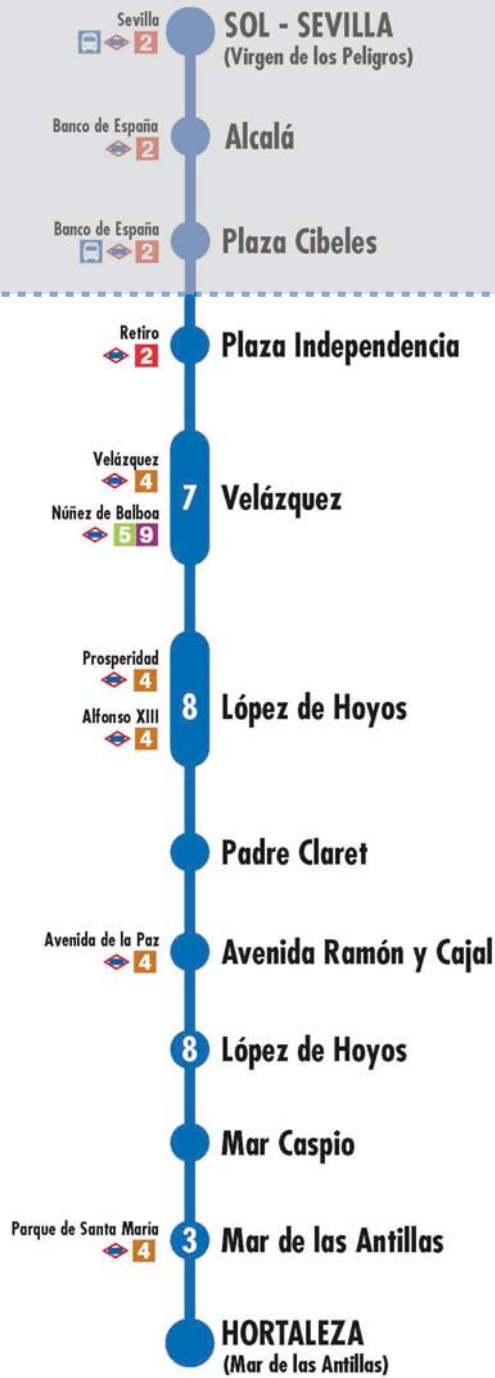 Sevilla
2
SOL - SEVILLA
(Virgen de los Peligros)
Banco de España
2
Alcalá
Banco de España
2
Plaza Cibeles
Retiro
2
Plaza Independencia
Velázquez
4
Núñez de Balboa
5 9
7
Velázquez
Prosperidad
4
Alfonso XIII
4
8
López de Hoyos
Padre Claret
Avenida de la Paz
4
Avenida Ramón y Cajal
8
López de Hoyos
Mar Caspio
Parque de Santa María
4
3
Mar de las Antillas
HORTALEZA
(Mar de las Antillas)